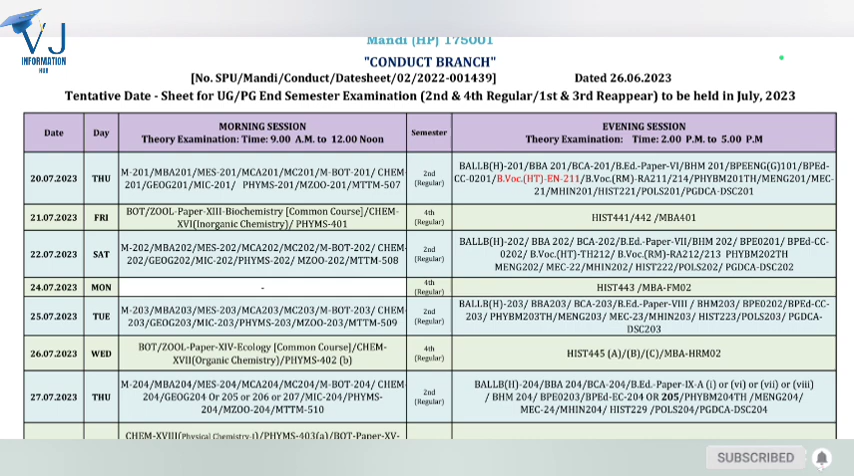 VJ
INFORMATION
HUB
Mandi (HP) 175001
"CONDUCT BRANCH"
[No. SPU/Mandi/Conduct/Datesheet/02/2022-001439] Dated 26.06.2023
Tentative Date - Sheet for UG/PG End Semester Examination (2nd & 4th Regular/1st & 3rd Reappear) to be held in July, 2023
Date Day MORNING SESSION Semester EVENING SESSION
Theory Examination: Time: 9.00 A.M. to 12.00 Noon Theory Examination: Time: 2.00 P.M. to 5.00 P.M
20.07.2023 THU
M-201/MBA201/MES-201/MCA201/MC201/M-BOT-201/ CHEM-
201/GEOG201/MIC-201/ PHYMS-201/MZOO-201/MTTM-507
2nd
(Regular)
BALLB(H)-201/BBA 201/BCA-201/B.Ed.-Paper-VI/BHM 201/BPEENG(G)101/BPEd-
CC-0201/B.Voc.(HT)-EN-211/B.Voc.(RM)-RA211/214/PHYBM201TH/MENG201/MEC-
21/MHIN201/HIST221/POLS201/PGDCA-DSC201
21.07.2023 FRI
BOT/ZOOL-Paper-XIII-Biochemistry [Common Course]/CHEM-
XVI(Inorganic Chemistry)/ PHYMS-401
4th
(Regular)
HIST441/442 /MBA401
22.07.2023 SAT
M-202/MBA202/MES-202/MCA202/MC202/M-BOT-202/ CHEM-
202/GEOG202/MIC-202/PHYMS-202/ MZOO-202/MTTM-508
2nd
(Regular)
BALLB(H)-202/ BBA 202/ BCA-202/B.Ed.-Paper-VII/BHM 202/ BPE0201/ BPEd-CC-
0202/ B.Voc.(HT)-TH212/ B.Voc.(RM)-RA212/213 PHYBM202TH
MENG202/ MEC-22/MHIN202/ HIST222/POLS202/ PGDCA-DSC202
24.07.2023 MON
-
4th
(Regular)
HIST443 /MBA-FM02
25.07.2023 TUE
M-203/MBA203/MES-203/MCA203/MC203/M-BOT-203/ CHEM-
203/GEOG203/MIC-203/PHYMS-203/MZOO-203/MTTM-509
2nd
(Regular)
BALLB(H)-203/ BBA203/ BCA-203/B.Ed.-Paper-VIII / BHM203/ BPE0202/BPEd-CC-
203/ PHYBM203TH/MENG203/ MEC-23/MHIN203/ HIST223/POLS203/ PGDCA-
DSC203
26.07.2023 WED
BOT/ZOOL-Paper-XIV-Ecology [Common Course]/CHEM-
XVII(Organic Chemistry)/PHYMS-402 (b)
4th
(Regular)
HIST445 (A)/(B)/(C)/MBA-HRM02
27.07.2023 THU
M-204/MBA204/MES-204/MCA204/MC204/M-BOT-204/ CHEM-
204/GEOG204 Or 205 or 206 or 207/MIC-204/PHYMS-
204/MZOO-204/MTTM-510
2nd
(Regular)
BALLB(H)-204/BBA 204/BCA-204/B.Ed.-Paper-IX-A (i) or (vi) or (vii) or (viii)
/ BHM 204/ BPE0203/BPEd-EC-204 OR 205/PHYBM204TH /MENG204/
MEC-24/MHIN204/ HIST229 /POLS204/PGDCA-DSC204
CHEM-XVIII(Physical Chemistry-I)/PHYMS-403(a)/BOT-Paper-XV-
SUBSCRIBED